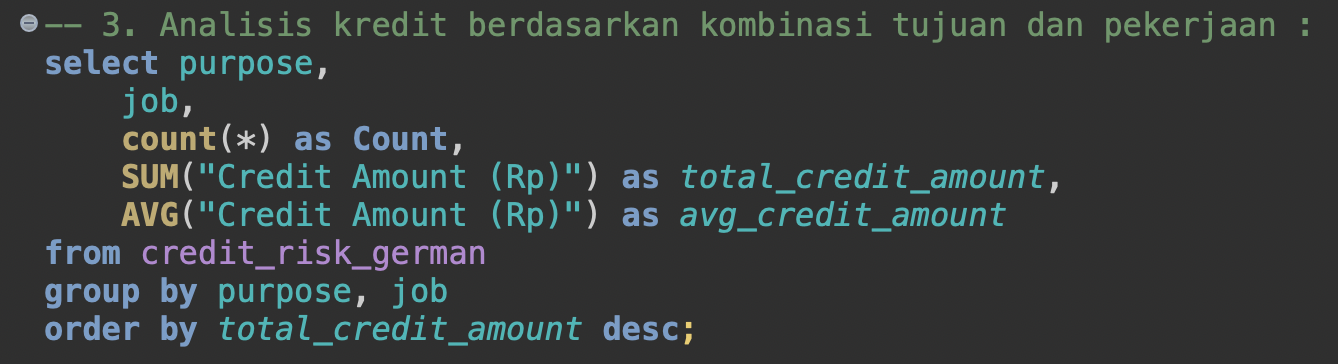 -- 3. Analisis kredit berdasarkan kombinasi tujuan dan pekerjaan :
select purpose,
    job,
    count(*) as Count,
    SUM("Credit Amount (Rp)") as total_credit_amount,
    AVG("Credit Amount (Rp)") as avg_credit_amount
from credit_risk_german
group by purpose, job
order by total_credit_amount desc;